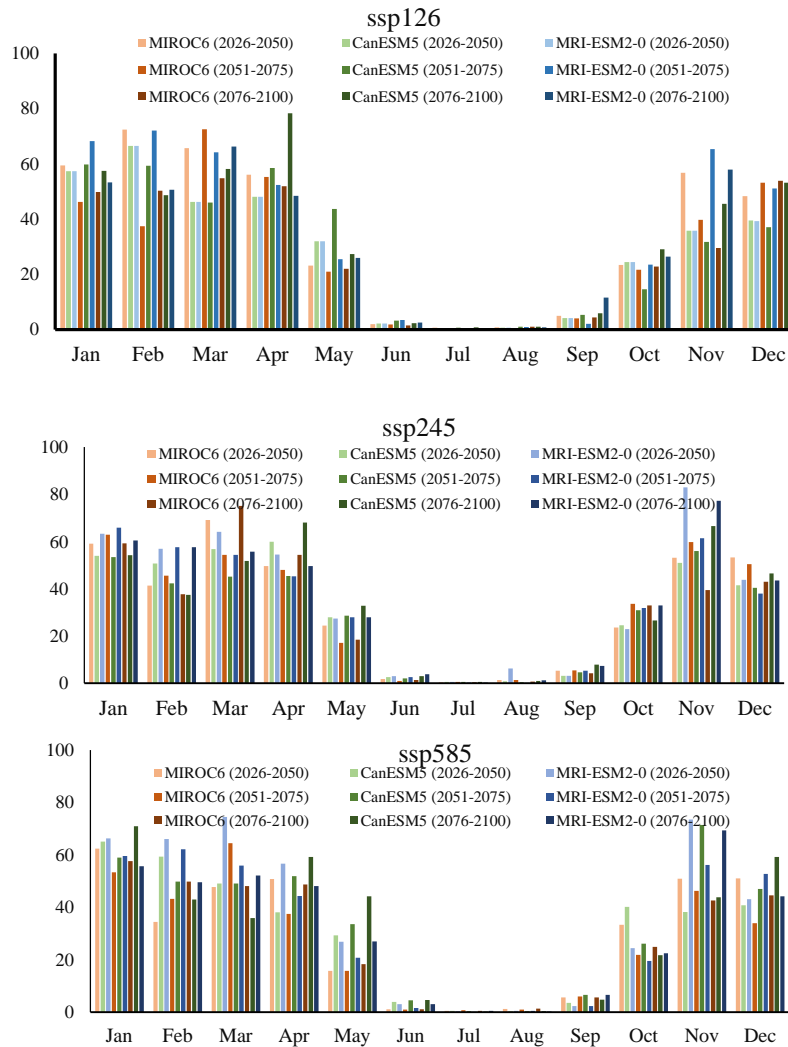 ssp126
100
MIROC6 (2026-2050) CanESM5 (2026-2050) MRI-ESM2-0 (2026-2050)
MIROC6 (2051-2075) CanESM5 (2051-2075) MRI-ESM2-0 (2051-2075)
80
MIROC6 (2076-2100) CanESM5 (2076-2100) MRI-ESM2-0 (2076-2100)
60
40
20
0
Jan Feb Mar Apr May Jun Jul Aug Sep Oct Nov Dec
ssp245
100
MIROC6 (2026-2050) CanESM5 (2026-2050) MRI-ESM2-0 (2026-2050)
MIROC6 (2051-2075) CanESM5 (2051-2075) MRI-ESM2-0 (2051-2075)
80
MIROC6 (2076-2100) CanESM5 (2076-2100) MRI-ESM2-0 (2076-2100)
60
40
20
0
Jan Feb Mar Apr May Jun Jul Aug Sep Oct Nov Dec
ssp585
100
MIROC6 (2026-2050) CanESM5 (2026-2050) MRI-ESM2-0 (2026-2050)
MIROC6 (2051-2075) CanESM5 (2051-2075) MRI-ESM2-0 (2051-2075)
80
MIROC6 (2076-2100) CanESM5 (2076-2100) MRI-ESM2-0 (2076-2100)
60
40
20
0
Jan Feb Mar Apr May Jun Jul Aug Sep Oct Nov Dec